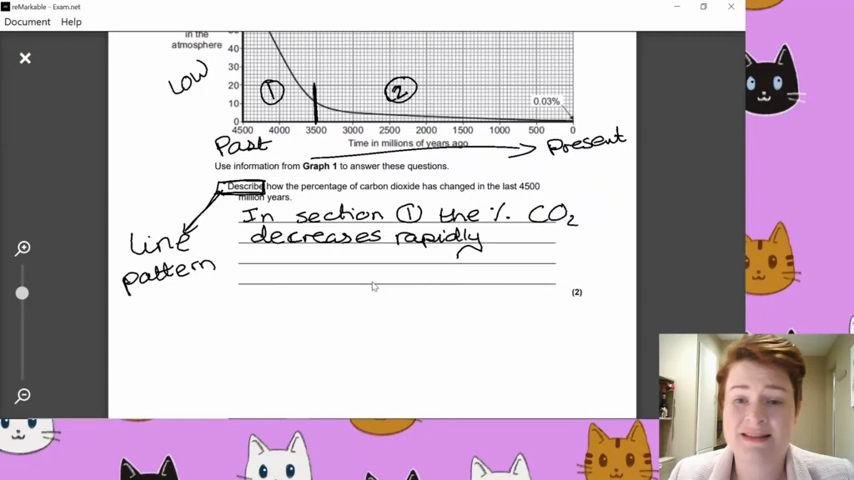 reMarkable - Exam.net
Document Help
in the
atmosphere
50
40
30
20
10
0
Low
①
②
0.03%
4500 4000 3500 3000 2500 2000 1500 1000 500 0
Past
Time in millions of years ago
present
Use information from Graph 1 to answer these questions.
Describe how the percentage of carbon dioxide has changed in the last 4500
million years.
In section ① the % CO2
decreases rapidly
line
pattern
(2)